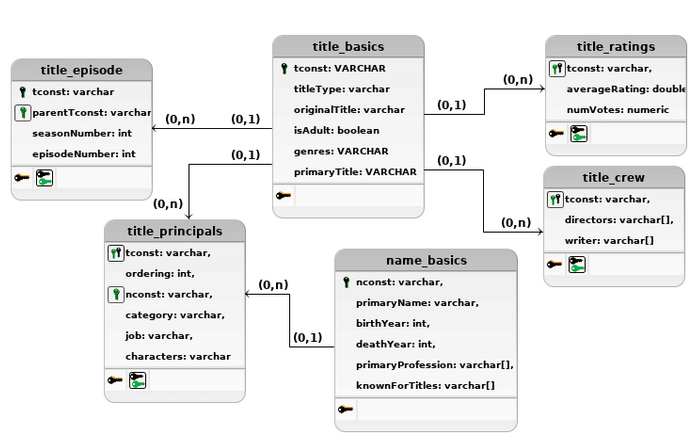 title_basics
tconst: VARCHAR
titleType: varchar
originalTitle: varchar
isAdult: boolean
genres: VARCHAR
primaryTitle: VARCHAR
title_ratings
tconst: varchar,
averageRating: double
numVotes: numeric
title_episode
tconst: varchar
parentTconst: varchar
seasonNumber: int
episodeNumber: int
(0,n)
(0,1)
(0,1)
(0,n)
(0,1)
(0,n)
(0,1)
(0,n)
title_crew
tconst: varchar,
directors: varchar[],
writer: varchar[]
title_principals
tconst: varchar,
ordering: int,
nconst: varchar,
category: varchar,
job: varchar,
characters: varchar
(0,n)
(0,1)
name_basics
nconst: varchar,
primaryName: varchar,
birthYear: int,
deathYear: int,
primaryProfession: varchar[],
knownForTitles: varchar[]